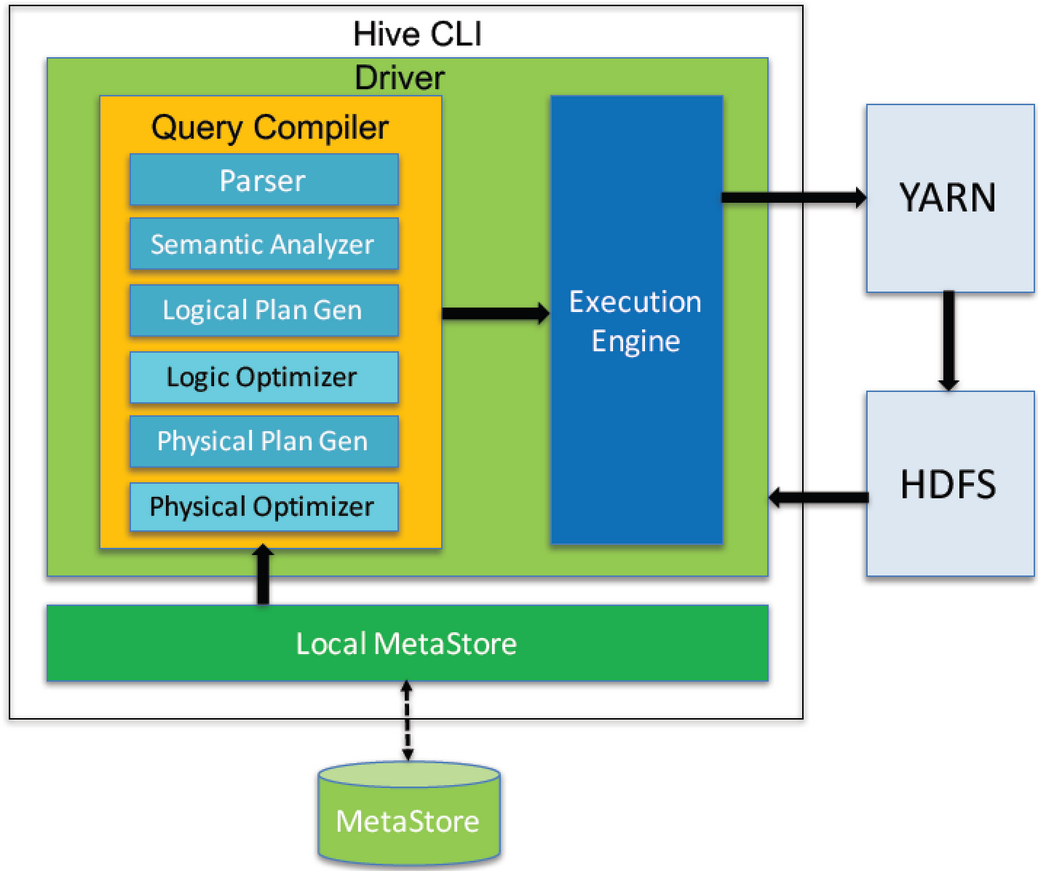 Hive CLI
Driver
Query Compiler
Parser
Semantic Analyzer
Logical Plan Gen
Logic Optimizer
Physical Plan Gen
Physical Optimizer
Execution
Engine
YARN
HDFS
Local MetaStore
MetaStore